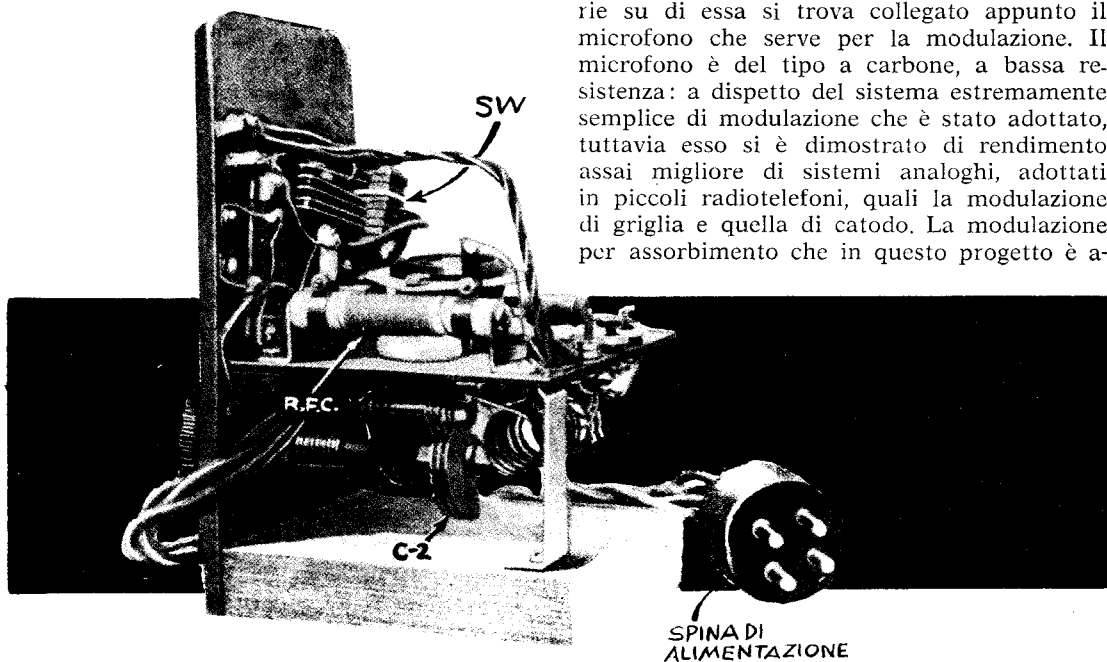 rie su di essa si trova collegato appunto il
microfono che serve per la modulazione. Il
microfono è del tipo a carbone, a bassa re-
sistenza: a dispetto del sistema estremamente
semplice di modulazione che è stato adottato,
tuttavia esso si è dimostrato di rendimento
assai migliore di sistemi analoghi, adottati
in piccoli radiotelefoni, quali la modulazione
di griglia e quella di catodo. La modulazione
per assorbimento che in questo progetto è a-
SW
R.F.C.
C-2
SPINA DI
ALIMENTAZIONE